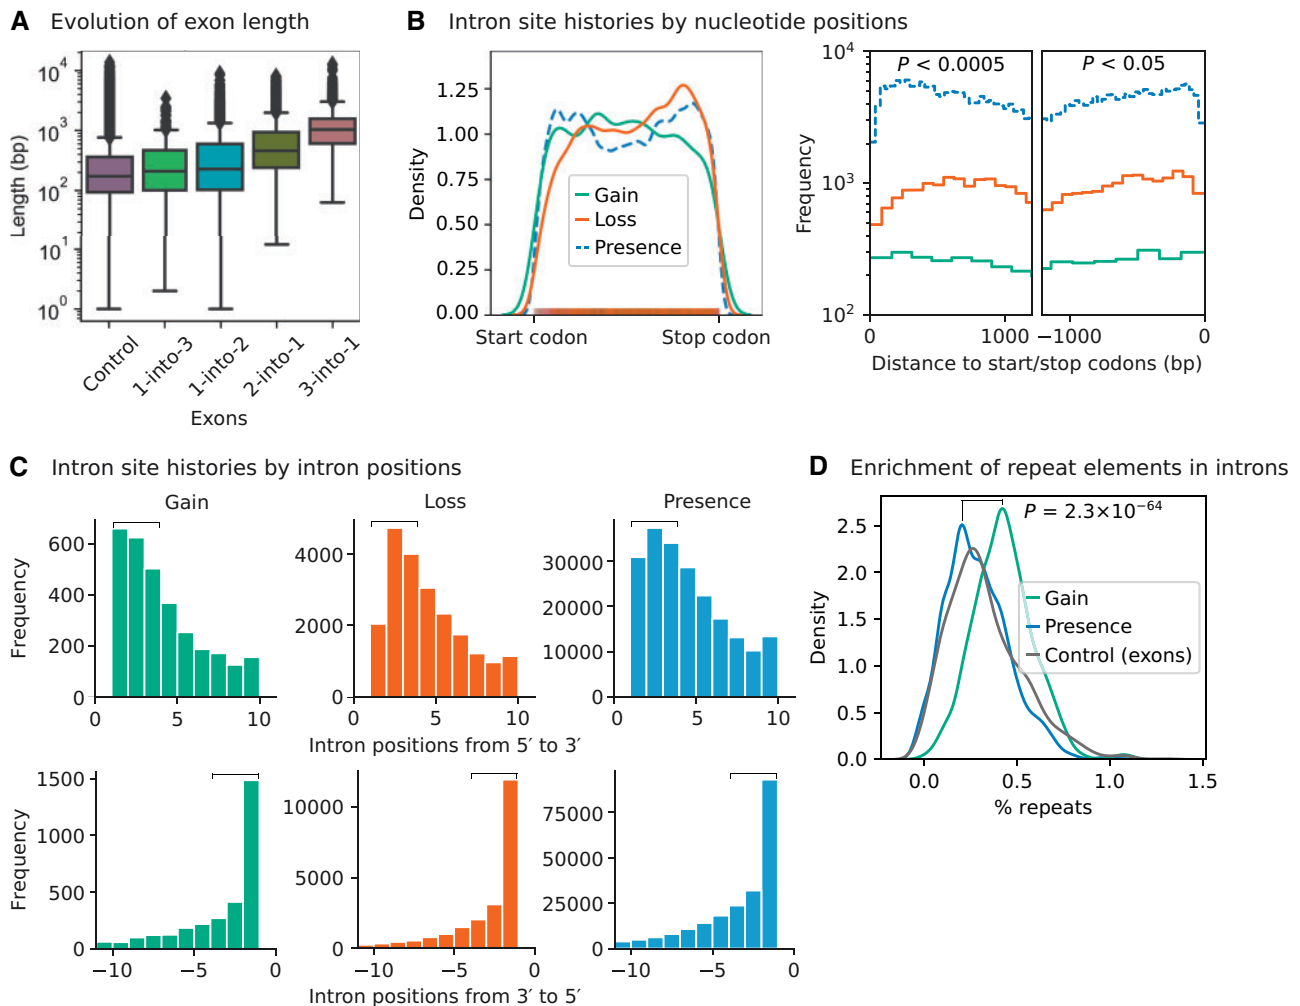 A Evolution of exon length
10^4
10^3
10^2
10^1
10^0
Length (bp)
Control
1-into-3
1-into-2
2-into-1
3-into-1
Exons
B Intron site histories by nucleotide positions
1.25
1.00
0.75
0.50
0.25
0.00
Density
Gain
Loss
Presence
Start codon
Stop codon
P < 0.0005
P < 0.05
10^4
10^3
10^2
Frequency
0
1000
−1000
0
Distance to start/stop codons (bp)
C Intron site histories by intron positions
Gain
Loss
Presence
Frequency
600
400
200
0
4000
2000
0
30000
20000
10000
0
0 5 10
0 5 10
0 5 10
Intron positions from 5′ to 3′
Frequency
1500
1000
500
0
10000
5000
0
75000
50000
25000
0
−10 −5 0
−10 −5 0
−10 −5 0
Intron positions from 3′ to 5′
D Enrichment of repeat elements in introns
P = 2.3×10^−64
2.5
2.0
1.5
1.0
0.5
0.0
Density
Gain
Presence
Control (exons)
0.0 0.5 1.0 1.5
% repeats